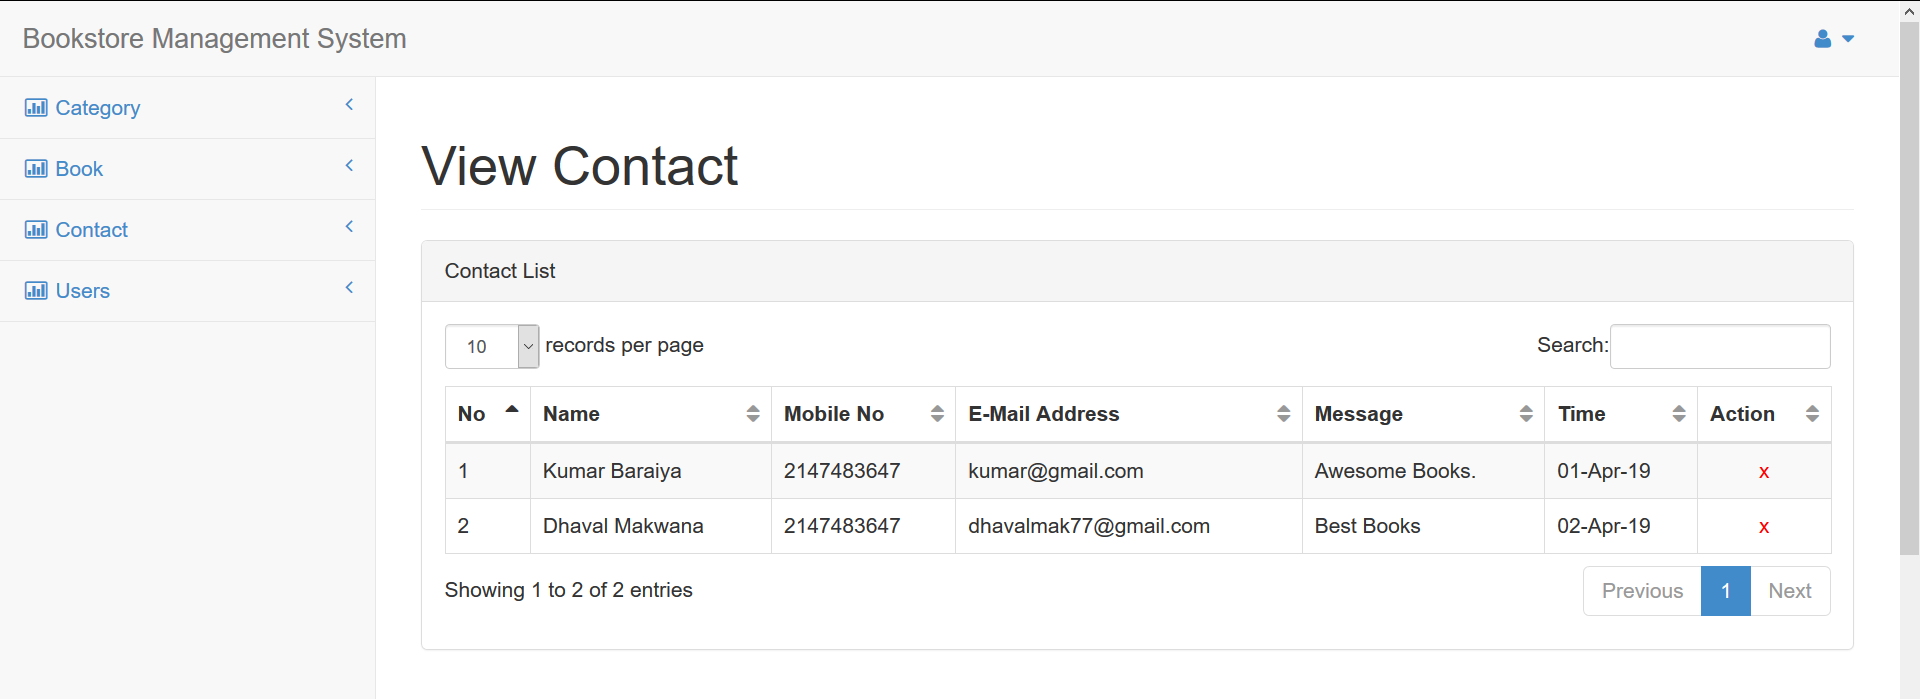 Bookstore Management System
Category
Book
Contact
Users
View Contact
Contact List
10 records per page
Search:
No Name Mobile No E-Mail Address Message Time Action
1 Kumar Baraiya 2147483647 kumar@gmail.com Awesome Books. 01-Apr-19 x
2 Dhaval Makwana 2147483647 dhavalmak77@gmail.com Best Books 02-Apr-19 x
Showing 1 to 2 of 2 entries
Previous 1 Next